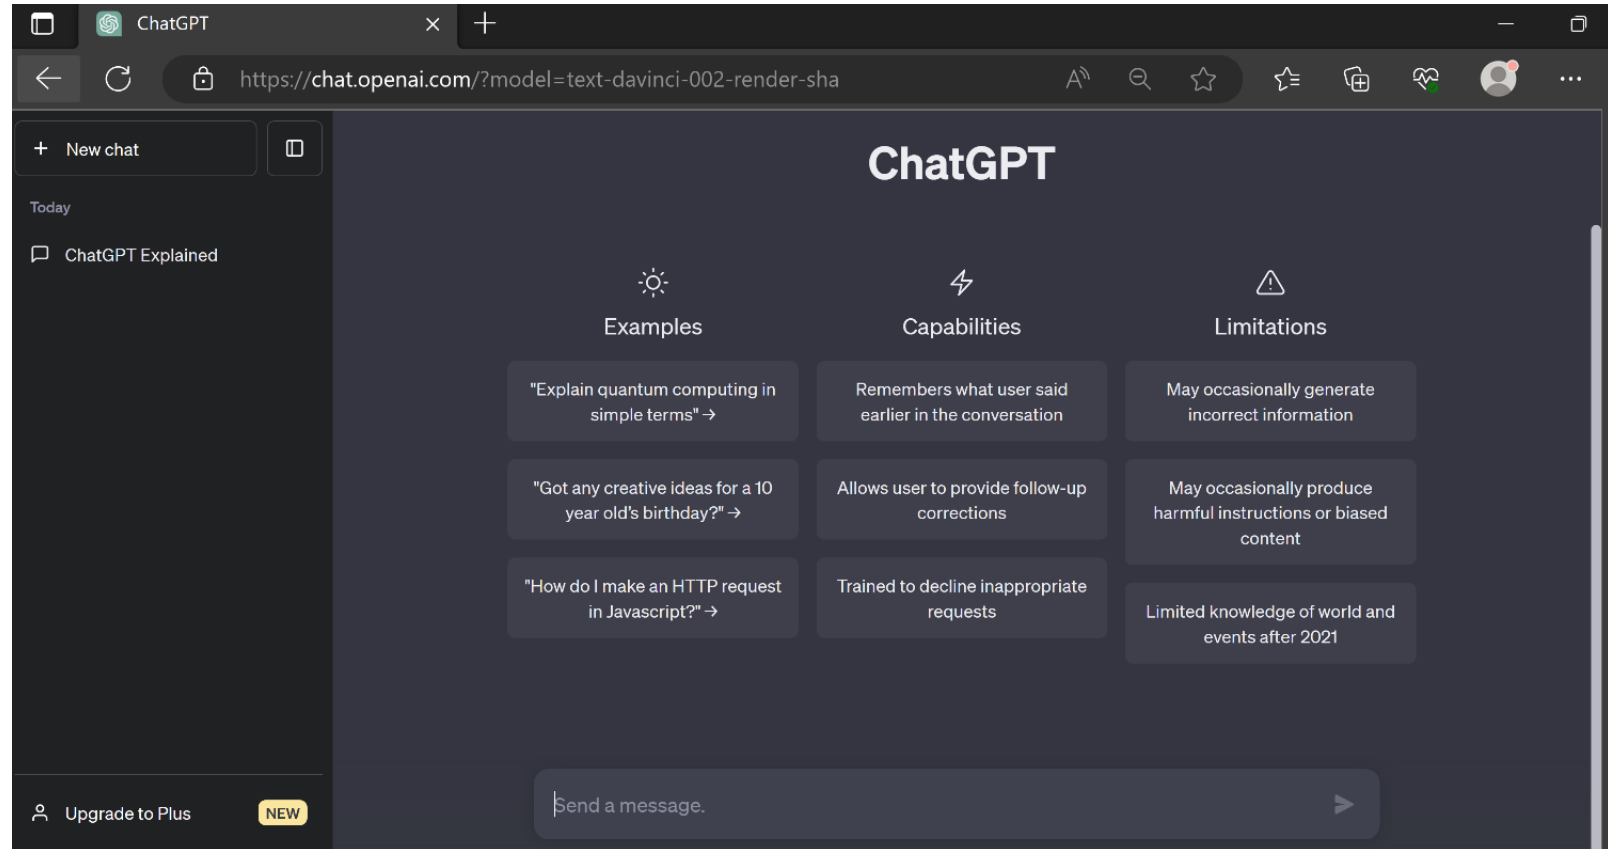 ChatGPT
https://chat.openai.com/?model=text-davinci-002-render-sha
New chat
Today
ChatGPT Explained
Upgrade to Plus
NEW
ChatGPT
Examples
"Explain quantum computing in
simple terms" →
"Got any creative ideas for a 10
year old's birthday?" →
"How do I make an HTTP request
in Javascript?" →
Capabilities
Remembers what user said
earlier in the conversation
Allows user to provide follow-up
corrections
Trained to decline inappropriate
requests
Limitations
May occasionally generate
incorrect information
May occasionally produce
harmful instructions or biased
content
Limited knowledge of world and
events after 2021
Send a message.